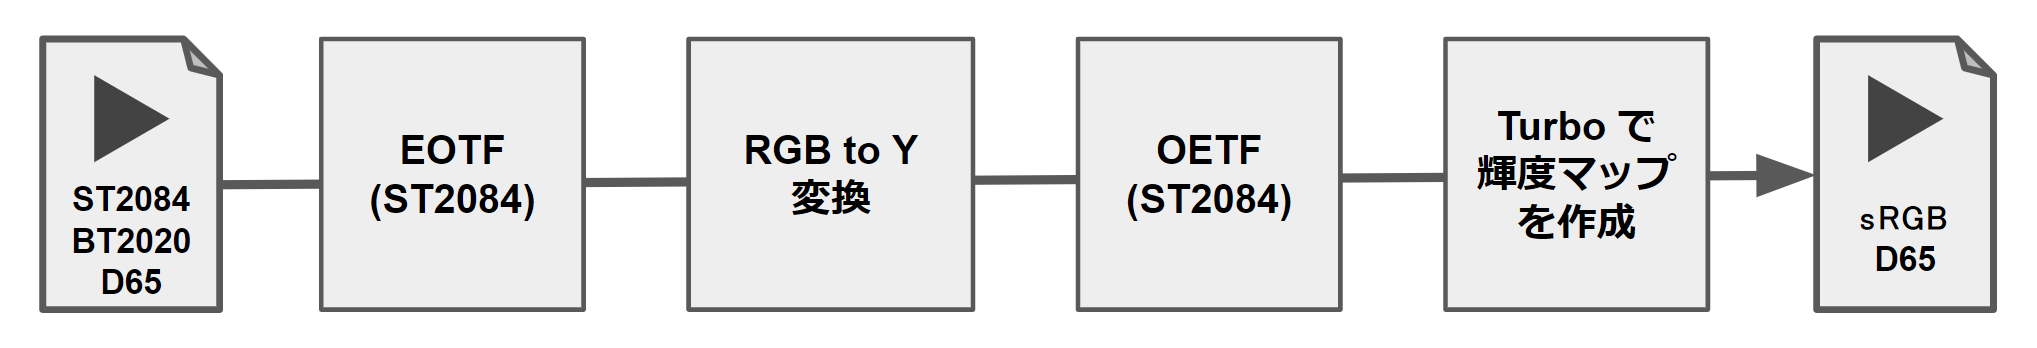 ST2084
BT2020
D65
EOTF
(ST2084)
RGB to Y
変換
OETF
(ST2084)
Turbo で
輝度マップ
を作成
sRGB
D65